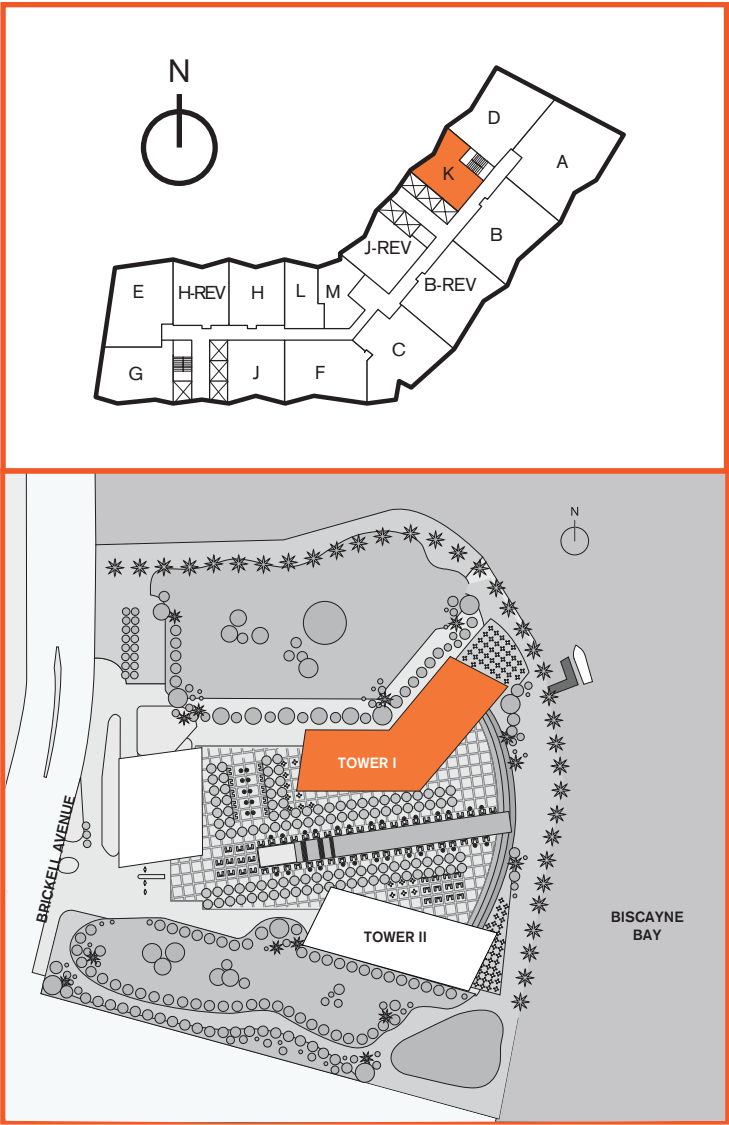 N
D
A
K
B
J-REV
B-REV
E
H-REV
H
L
M
C
G
J
F
N
TOWER I
BRICKELL AVENUE
TOWER II
BISCAYNE
BAY